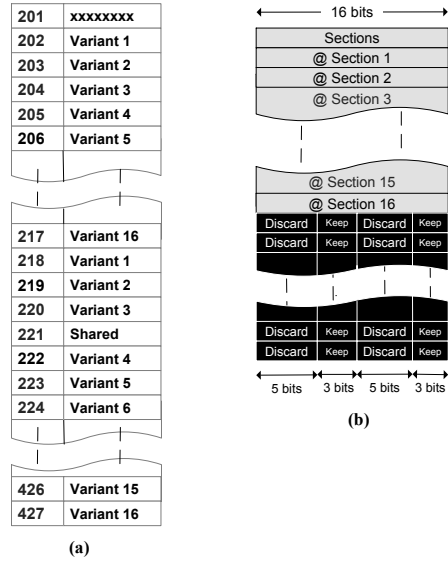 201 xxxxxxxx
202 Variant 1
203 Variant 2
204 Variant 3
205 Variant 4
206 Variant 5
217 Variant 16
218 Variant 1
219 Variant 2
220 Variant 3
221 Shared
222 Variant 4
223 Variant 5
224 Variant 6
426 Variant 15
427 Variant 16
(a)
16 bits
Sections
@ Section 1
@ Section 2
@ Section 3
@ Section 15
@ Section 16
Discard Keep Discard Keep
Discard Keep Discard Keep
Discard Keep Discard Keep
Discard Keep Discard Keep
5 bits 3 bits 5 bits 3 bits
(b)